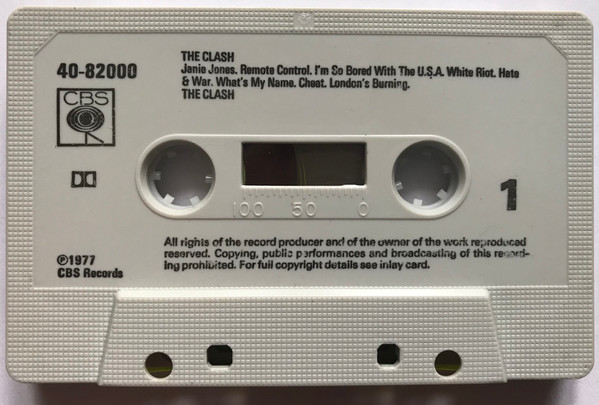 THE CLASH
40-82000
Janie Jones. Remote Control. I'm So Bored With The U.S.A. White Riot. Hate
& War. What's My Name. Cheat. London's Burning.
THE CLASH
CBS
1
100 50 0
All rights of the record producer and of the owner of the work reproduced
reserved. Copying, public performances and broadcasting of this record-
ing prohibited. For full copyright details see inlay card.
℗1977
CBS Records